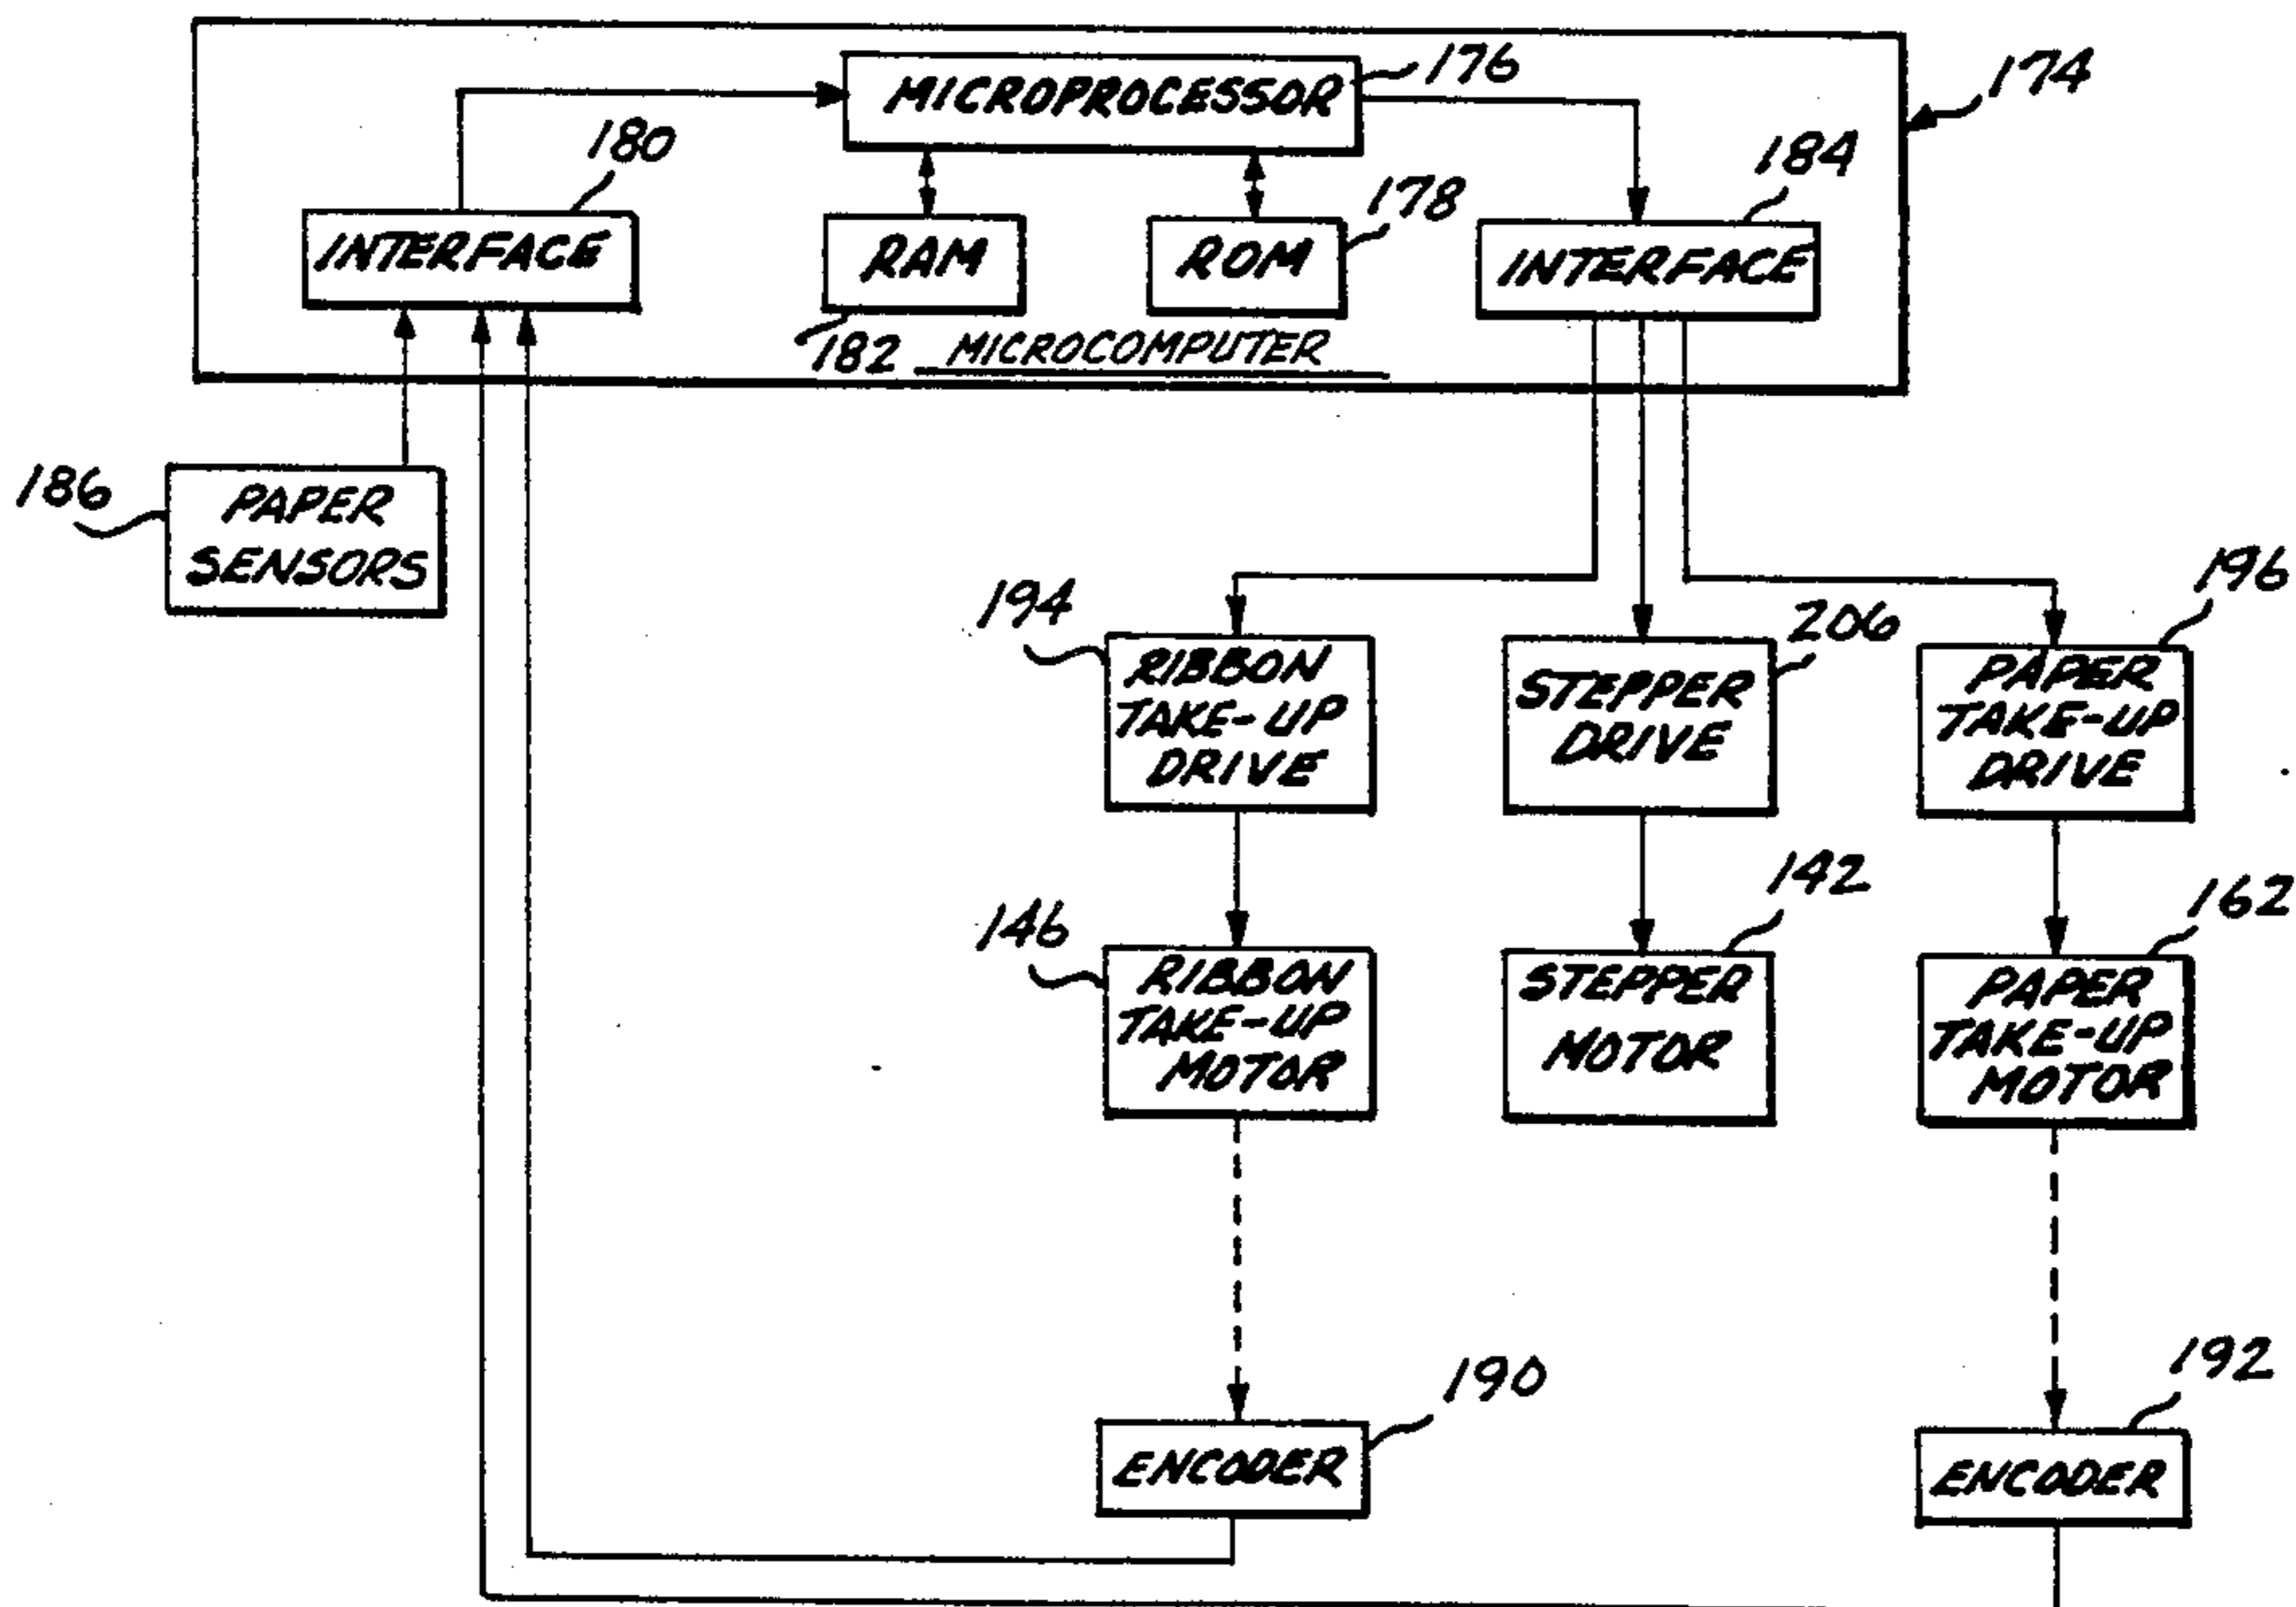 MICROPROCESSOR
176
174
180
184
178
INTERFACE
RAM
ROM
INTERFACE
182
MICROCOMPUTER
186
PAPER
SENSORS
194
206
196
RIBBON
TAKE-UP
DRIVE
STEPPER
DRIVE
PAPER
TAKE-UP
DRIVE
146
142
162
RIBBON
TAKE-UP
MOTOR
STEPPER
MOTOR
PAPER
TAKE-UP
MOTOR
190
192
ENCODER
ENCODER